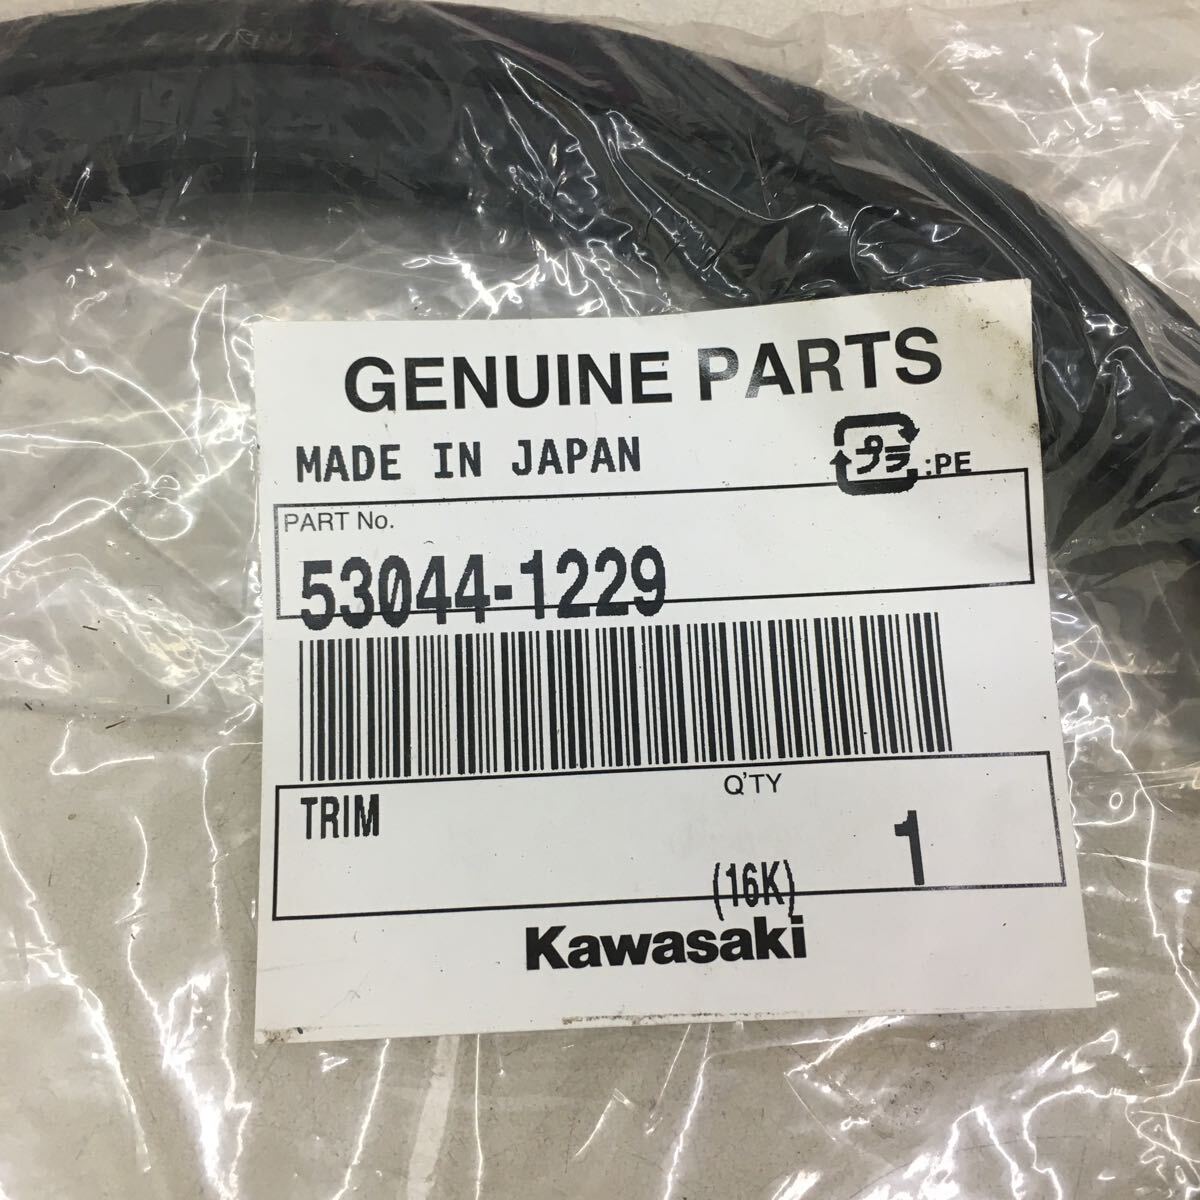 GENUINE PARTS
MADE IN JAPAN
プラ :PE
PART No.
53044-1229
TRIM
Q'TY
1
(16K)
Kawasaki